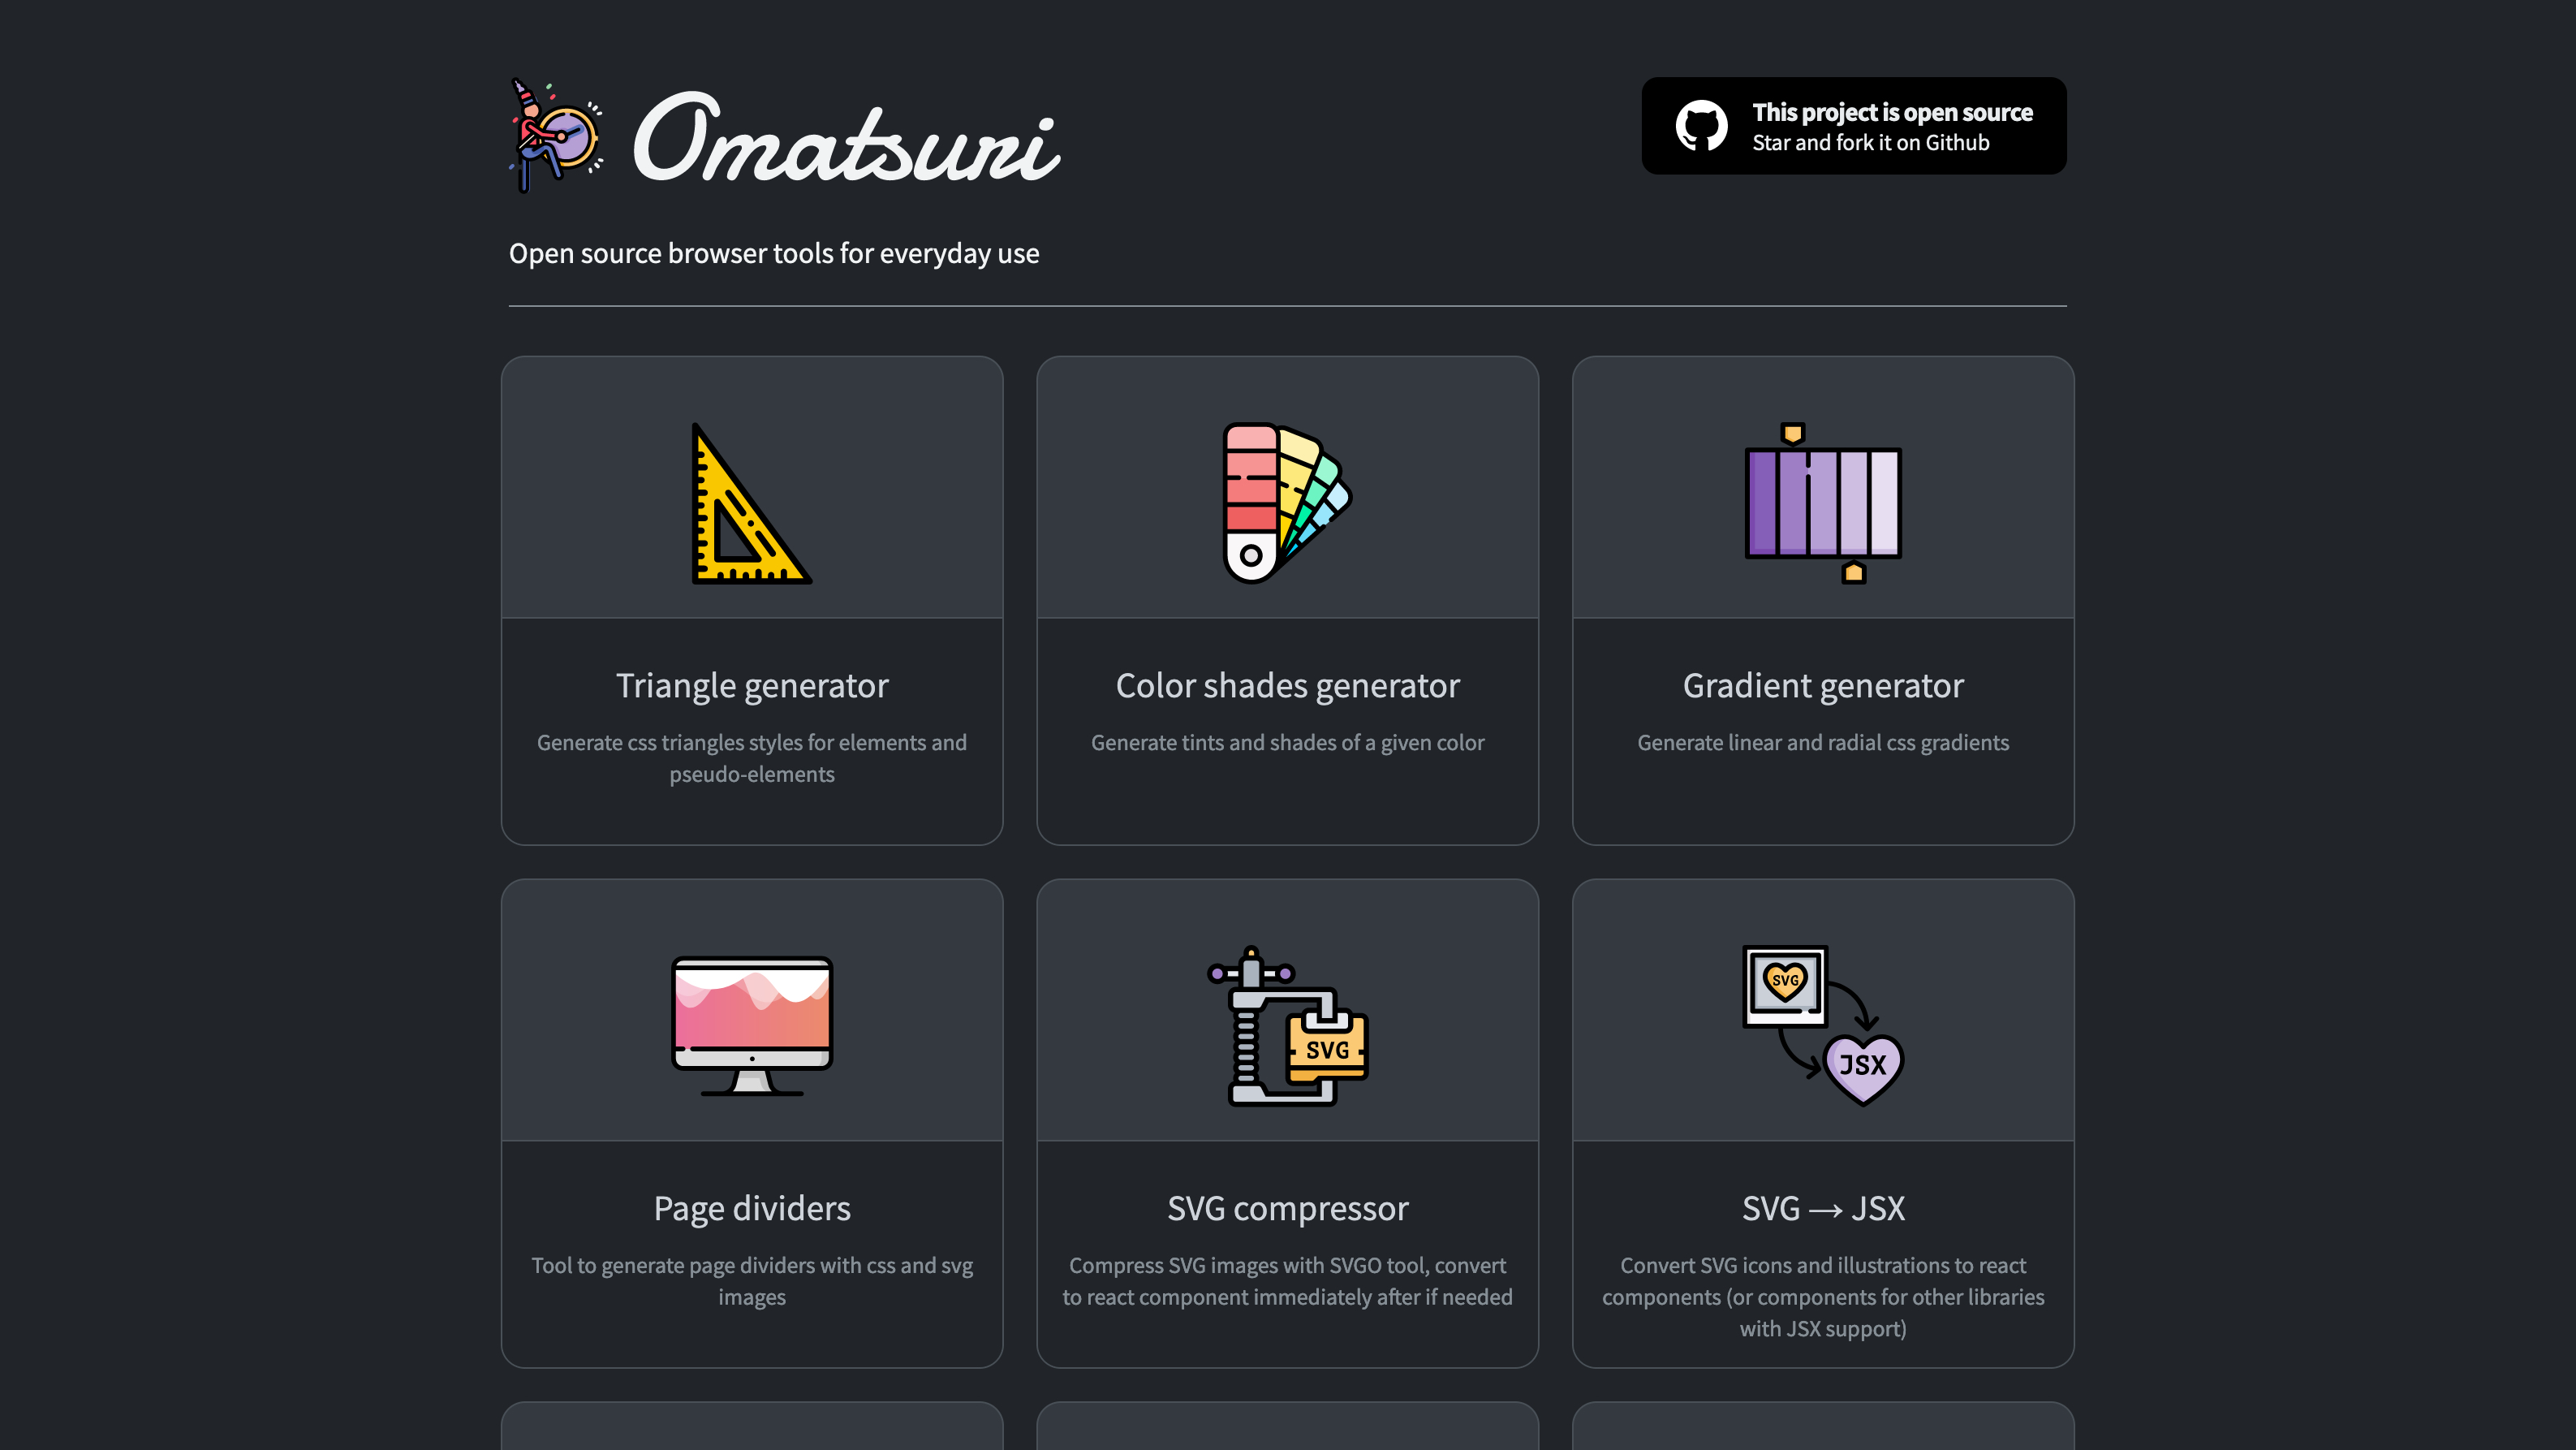 Omatsuri
This project is open source
Star and fork it on Github
Open source browser tools for everyday use
Triangle generator
Generate css triangles styles for elements and
pseudo-elements
Color shades generator
Generate tints and shades of a given color
Gradient generator
Generate linear and radial css gradients
SVG
SVG
JSX
Page dividers
Tool to generate page dividers with css and svg
images
SVG compressor
Compress SVG images with SVGO tool, convert
to react component immediately after if needed
SVG → JSX
Convert SVG icons and illustrations to react
components (or components for other libraries
with JSX support)